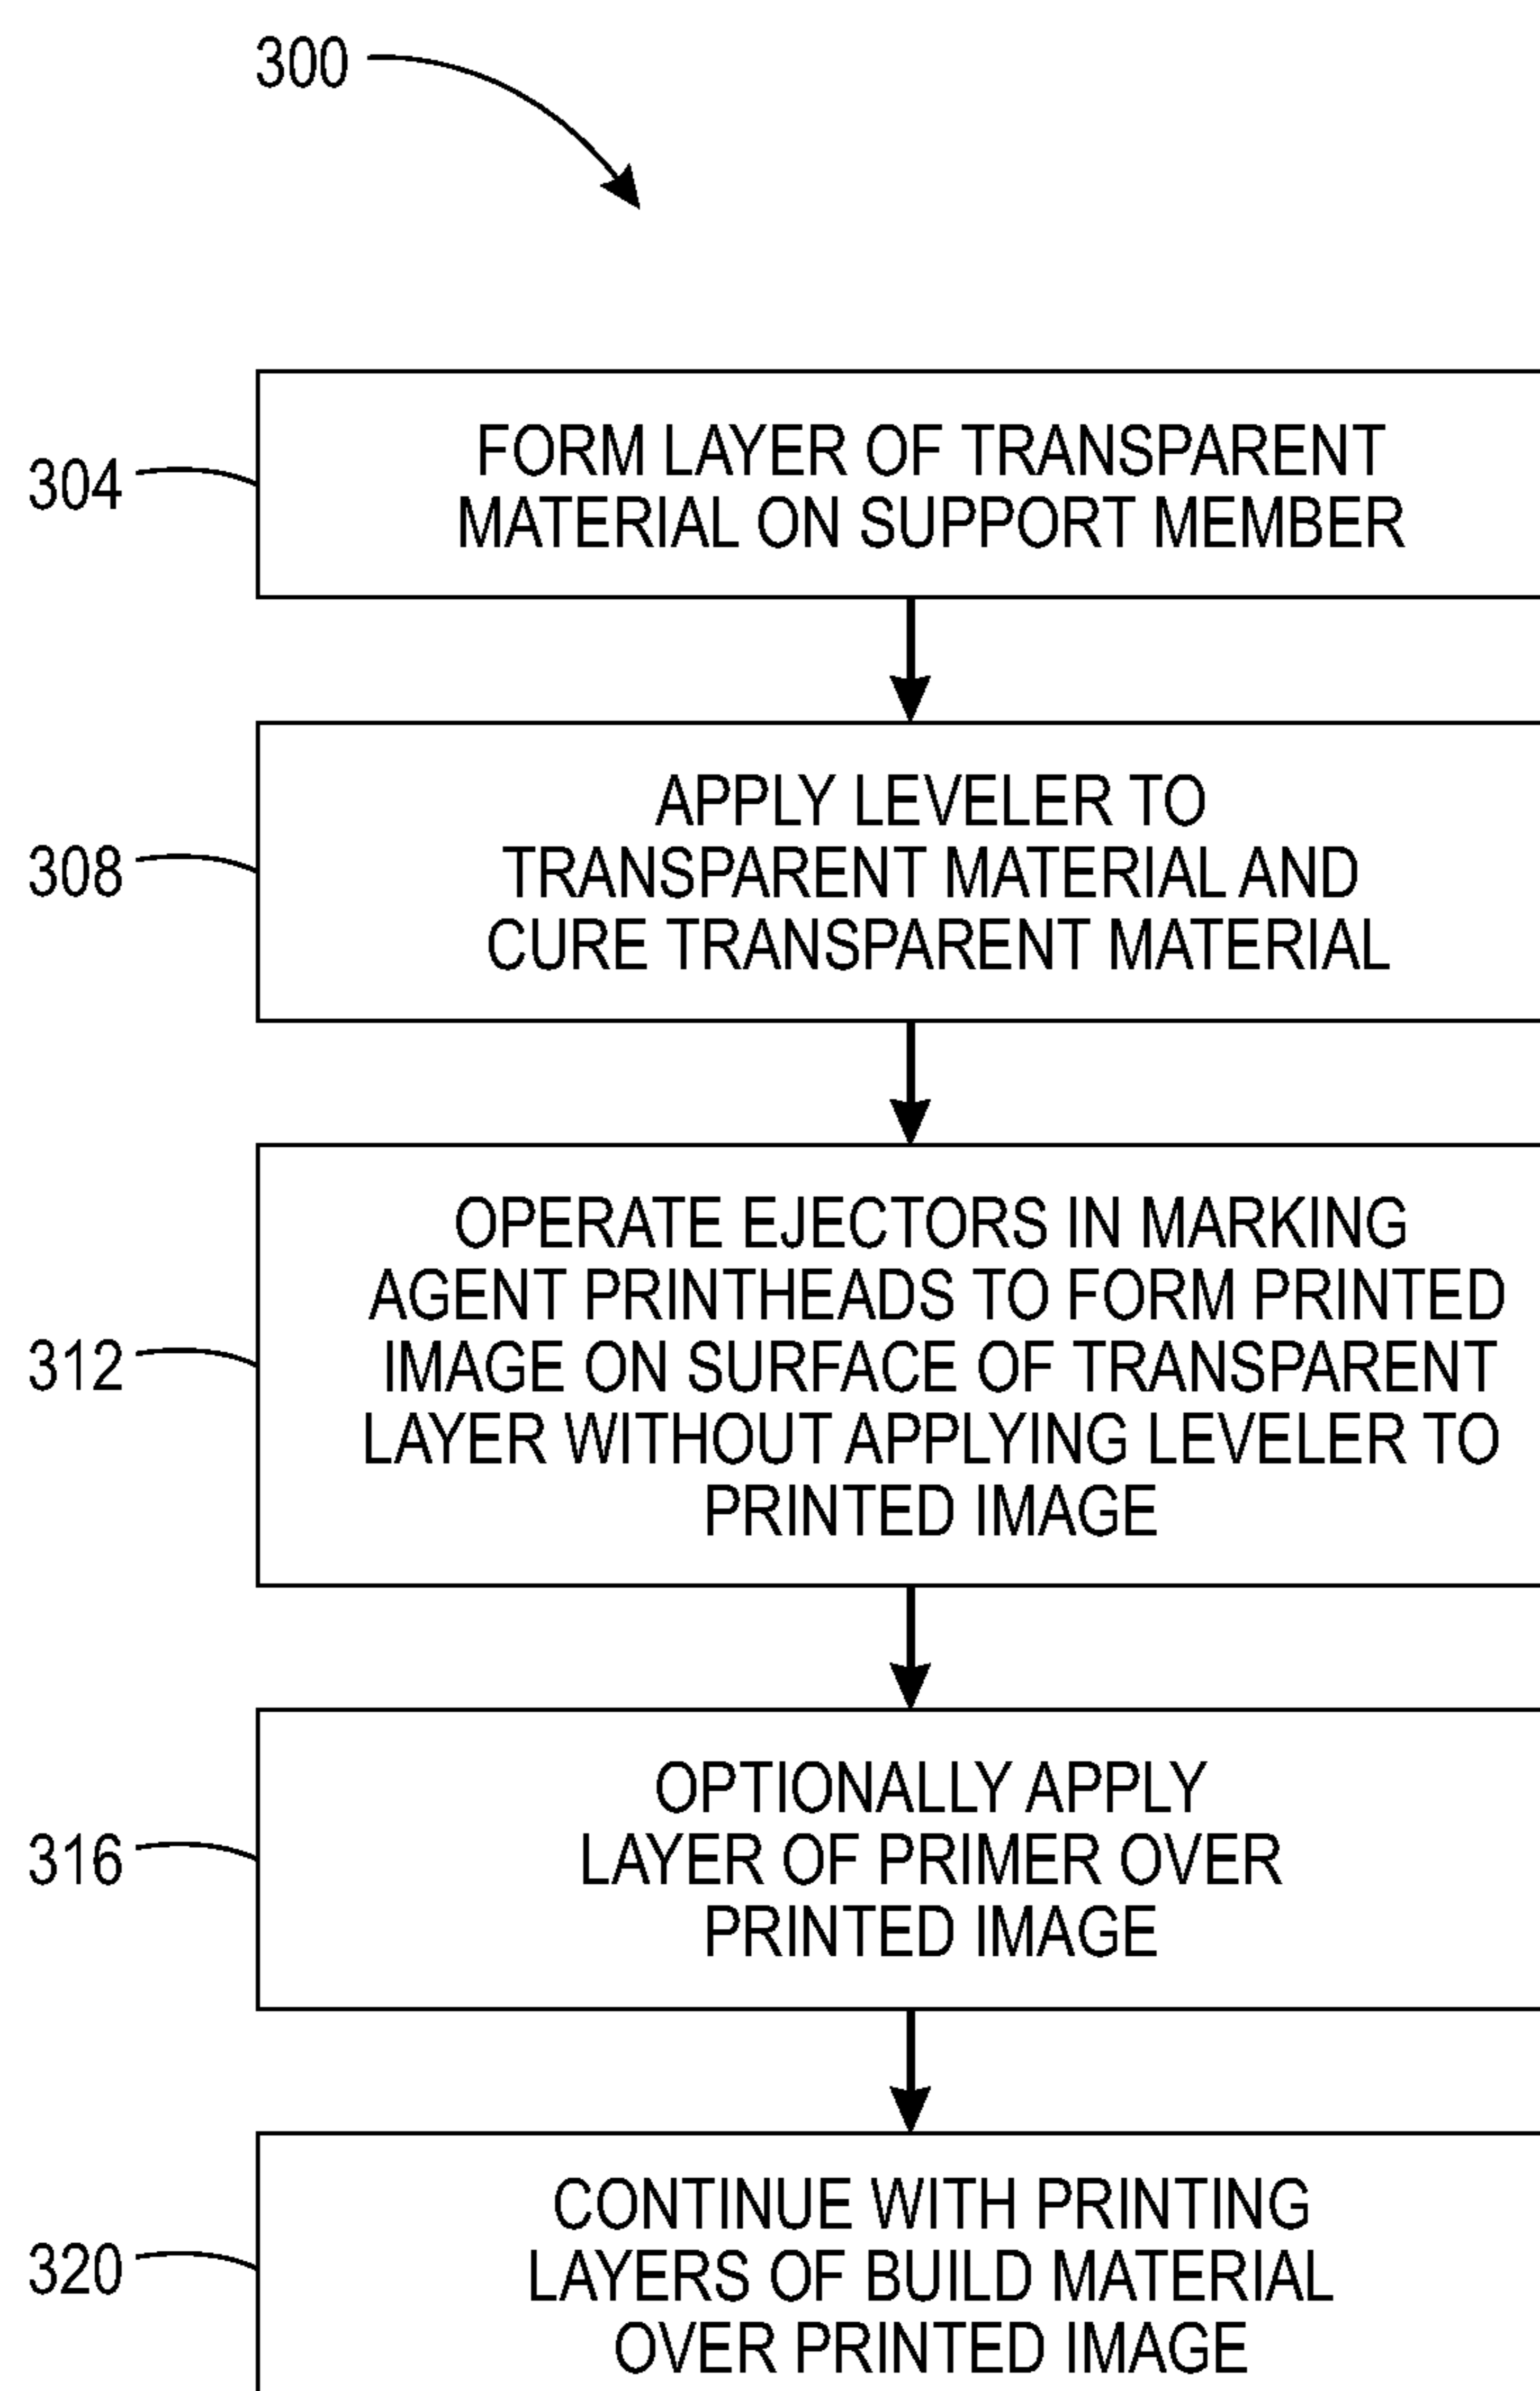 300
304
FORM LAYER OF TRANSPARENT
MATERIAL ON SUPPORT MEMBER
308
APPLY LEVELER TO
TRANSPARENT MATERIAL AND
CURE TRANSPARENT MATERIAL
312
OPERATE EJECTORS IN MARKING
AGENT PRINTHEADS TO FORM PRINTED
IMAGE ON SURFACE OF TRANSPARENT
LAYER WITHOUT APPLYING LEVELER TO
PRINTED IMAGE
316
OPTIONALLY APPLY
LAYER OF PRIMER OVER
PRINTED IMAGE
320
CONTINUE WITH PRINTING
LAYERS OF BUILD MATERIAL
OVER PRINTED IMAGE